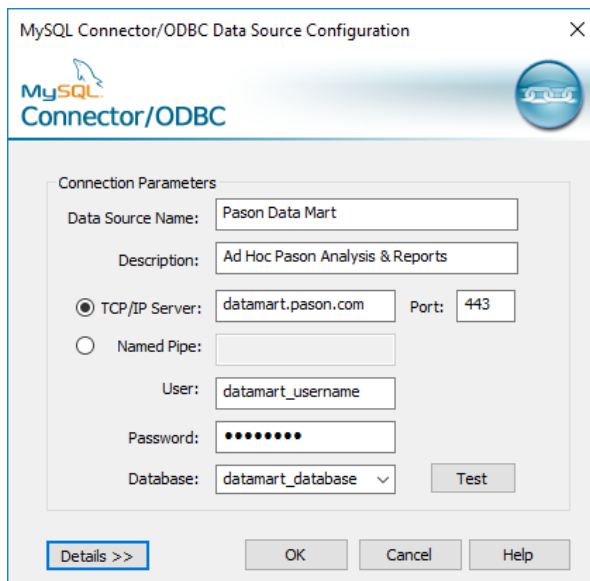 MySQL Connector/ODBC Data Source Configuration
MySQL
Connector/ODBC
Connection Parameters
Data Source Name: Pason Data Mart
Description: Ad Hoc Pason Analysis & Reports
TCP/IP Server: datamart.pason.com Port: 443
Named Pipe:
User: datamart_username
Password: ••••••••
Database: datamart_database Test
Details >> OK Cancel Help